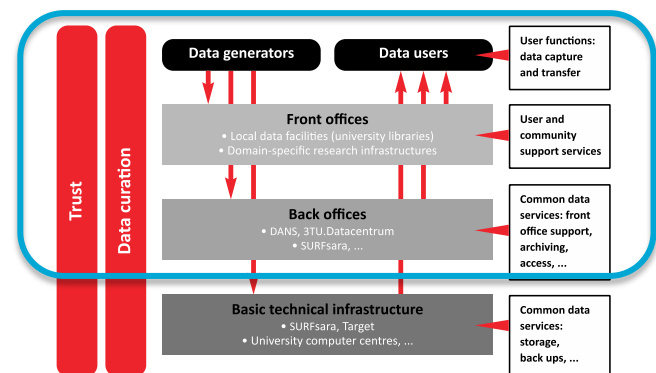 Trust
Data curation
Data generators
Data users
User functions:
data capture
and transfer
Front offices
• Local data facilities (university libraries)
• Domain-specific research infrastructures
User and
community
support services
Back offices
• DANS, 3TU.Datacentrum
• SURFsara, ...
Common data
services: front
office support,
archiving,
access, ...
Basic technical infrastructure
• SURFsara, Target
• University computer centres, ...
Common data
services:
storage,
back ups, ...